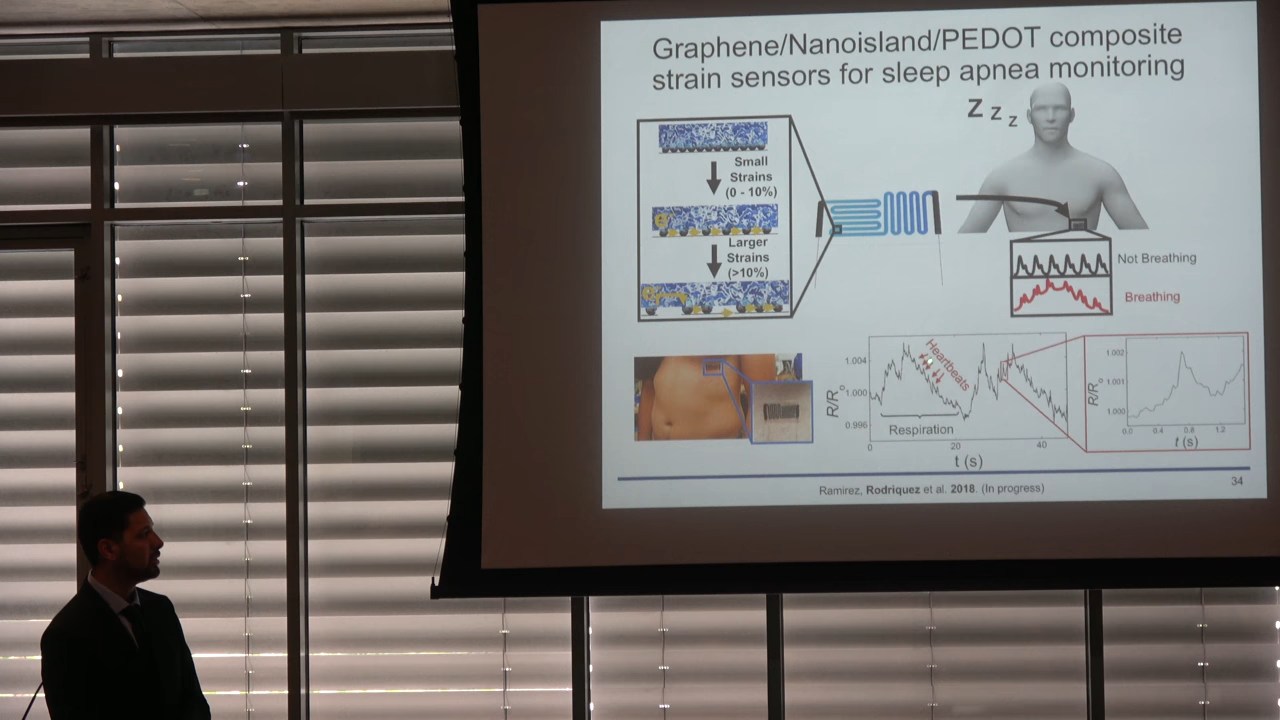 Graphene/Nanoisland/PEDOT composite
strain sensors for sleep apnea monitoring
Z z z
Small
Strains
(0 - 10%)
Larger
Strains
(>10%)
Not Breathing
Breathing
R/R₀
1.004
1.000
0.996
Heartbeats
Respiration
0
20
40
t (s)
R/R₀
1.002
1.001
1.000
0.0
0.4
0.8
1.2
t (s)
Ramirez, Rodriquez et al. 2018. (In progress)
34